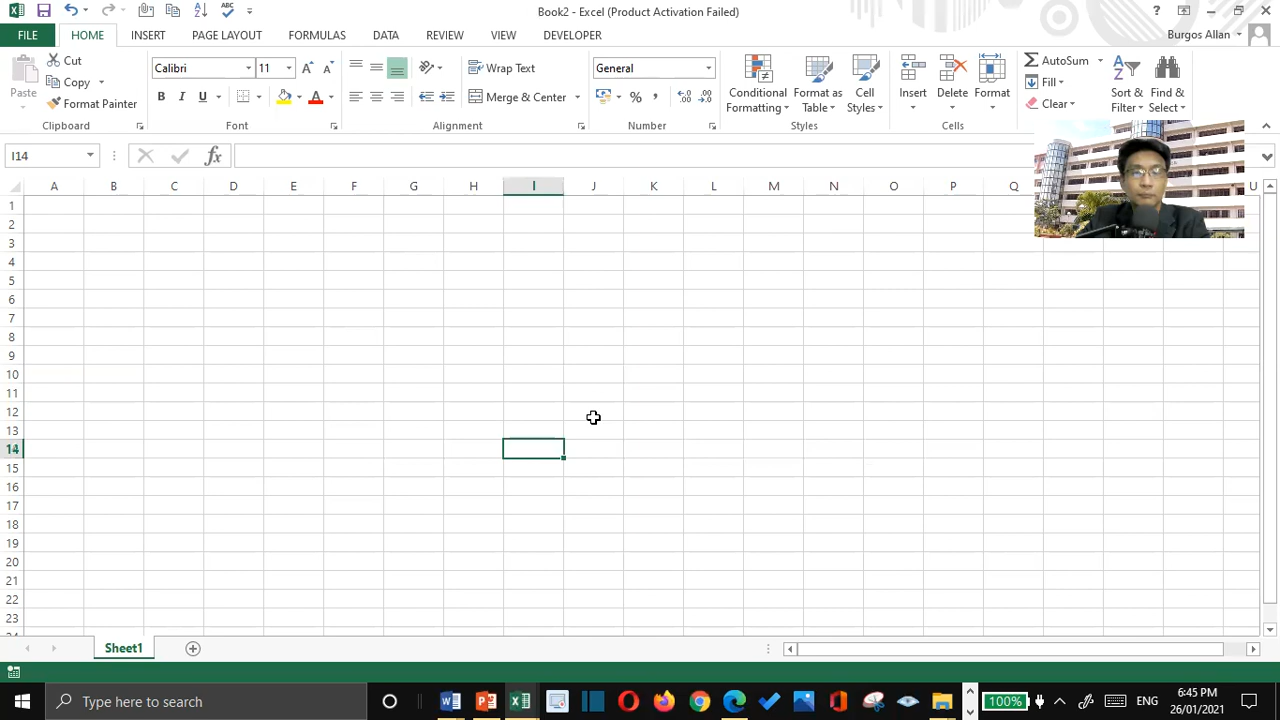 Book2 - Excel (Product Activation Failed)
FILE HOME INSERT PAGE LAYOUT FORMULAS DATA REVIEW VIEW DEVELOPER Burgos Allan
Cut
Copy
Format Painter
Paste
Clipboard
Calibri 11
B I U
Font
Wrap Text
Merge & Center
Alignment
General
Number
Conditional Formatting
Format as Table
Cell Styles
Styles
Insert Delete Format
Cells
AutoSum
Fill
Clear
Sort & Filter
Find & Select
I14 fx
A B C D E F G H I J K L M N O P Q U
1
2
3
4
5
6
7
8
9
10
11
12
13
14
15
16
17
18
19
20
21
22
23
24
Sheet1
Type here to search
100%
ENG
6:45 PM
26/01/2021